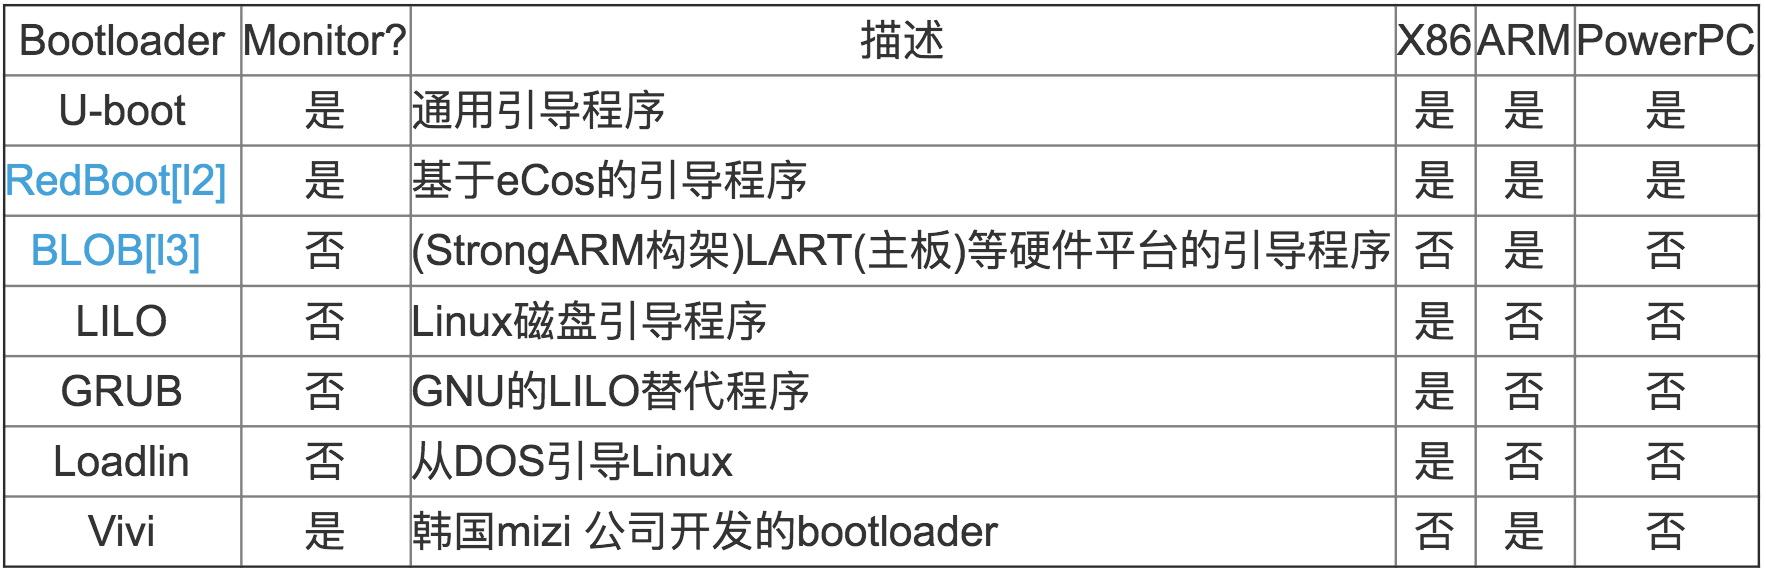 Bootloader Monitor? 描述 X86 ARM PowerPC
U-boot 是 通用引导程序 是 是 是
RedBoot[l2] 是 基于eCos的引导程序 是 是 是
BLOB[l3] 否 (StrongARM构架)LART(主板)等硬件平台的引导程序 否 是 否
LILO 否 Linux磁盘引导程序 是 否 否
GRUB 否 GNU的LILO替代程序 是 否 否
Loadlin 否 从DOS引导Linux 是 否 否
Vivi 是 韩国mizi 公司开发的bootloader 否 是 否